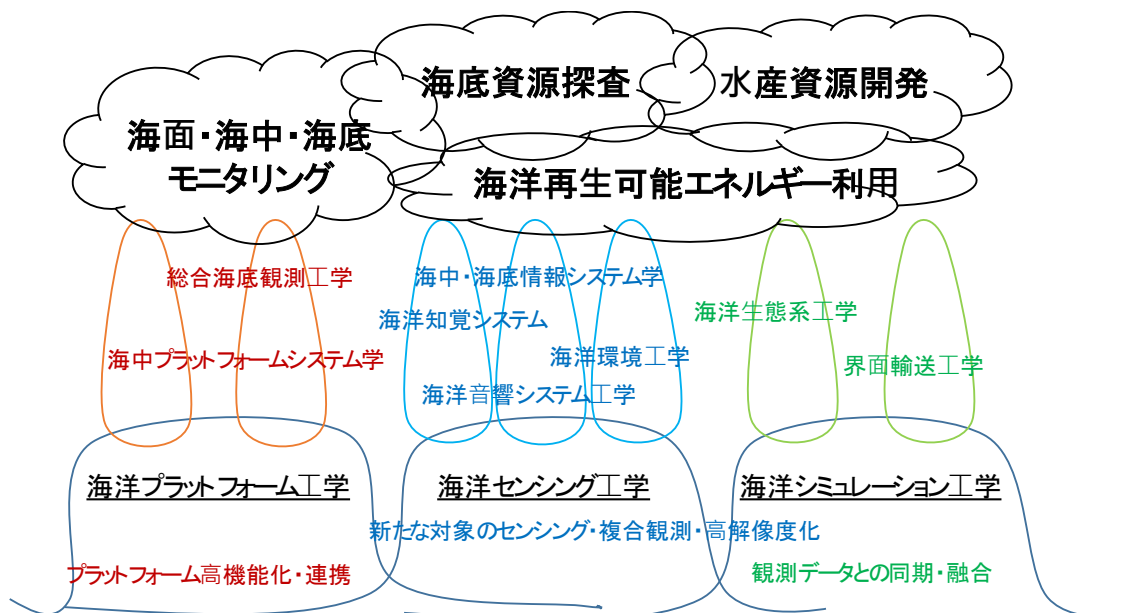 海底資源探査
水産資源開発
海面・海中・海底
モニタリング
海洋再生可能エネルギー利用
総合海底観測工学
海中プラットフォームシステム学
海中・海底情報システム学
海洋知覚システム
海洋環境工学
海洋音響システム工学
海洋生態系工学
界面輸送工学
海洋プラットフォーム工学
海洋センシング工学
海洋シミュレーション工学
新たな対象のセンシング・複合観測・高解像度化
プラットフォーム高機能化・連携
観測データとの同期・融合